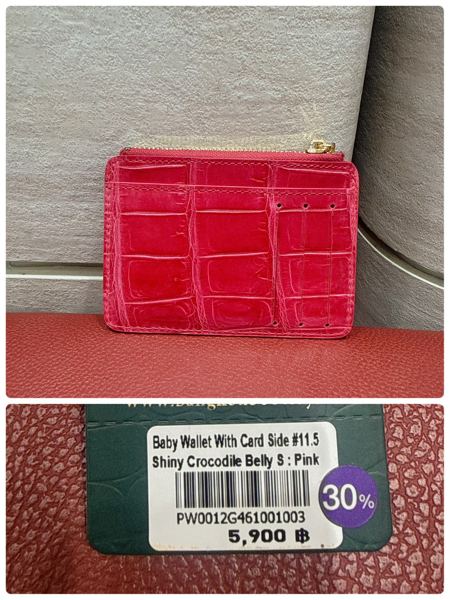 Baby Wallet With Card Side #11.5
Shiny Crocodile Belly S : Pink
30%
PW0012G461001003
5,900 ฿